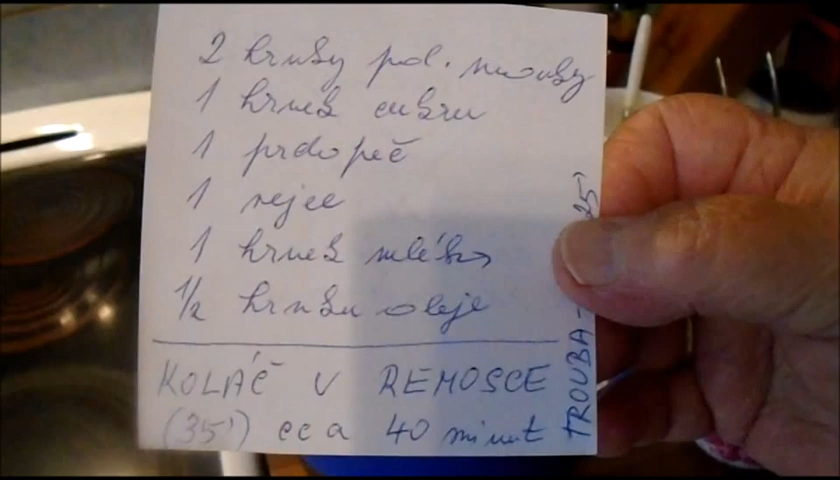 2 hrnky pol. mouky
1 hrnek cukru
1 prdopeč
1 vejce
1 hrnek mléka
1/2 hrnku oleje
KOLÁČ V REMOSCE
(35') cca 40 minut
TROUBA - 25'